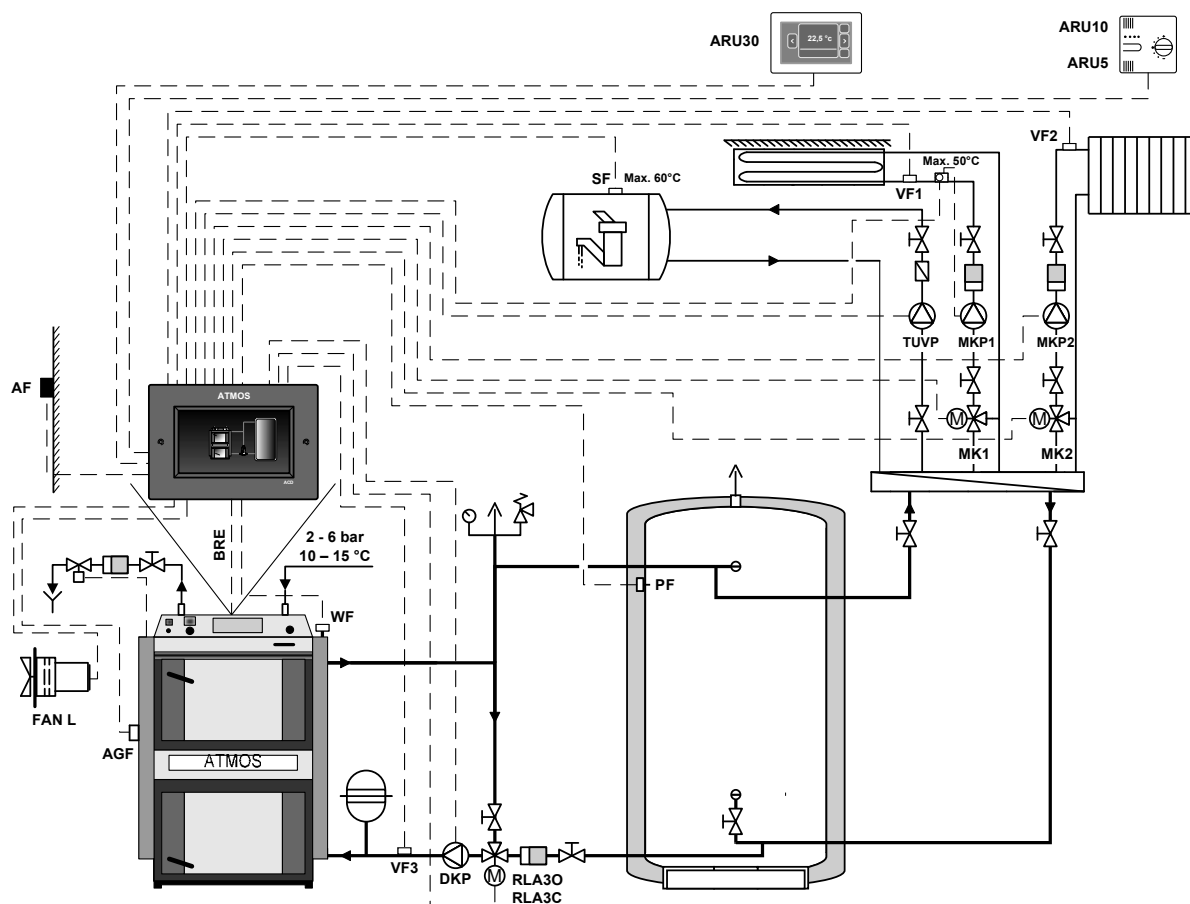 ARU30
22,5 °c
ARU10
ARU5
VF2
SF Max. 60°C
VF1
Max. 50°C
TUVP
MKP1
MKP2
AF
ATMOS
ACD
M
M
MK1
MK2
BRE
2 - 6 bar
10 – 15 °C
PF
WF
FAN L
AGF
ATMOS
VF3
DKP
M
RLA3O
RLA3C